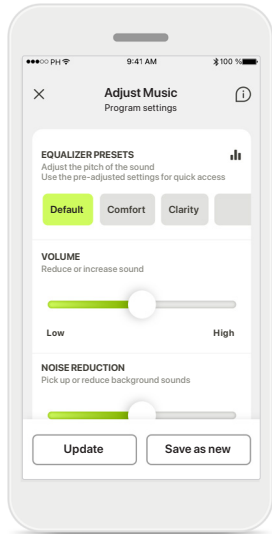 PH 9:41 AM 100 %
Adjust Music
Program settings
EQUALIZER PRESETS
Adjust the pitch of the sound
Use the pre-adjusted settings for quick access
Default Comfort Clarity
VOLUME
Reduce or increase sound
Low High
NOISE REDUCTION
Pick up or reduce background sounds
Update Save as new